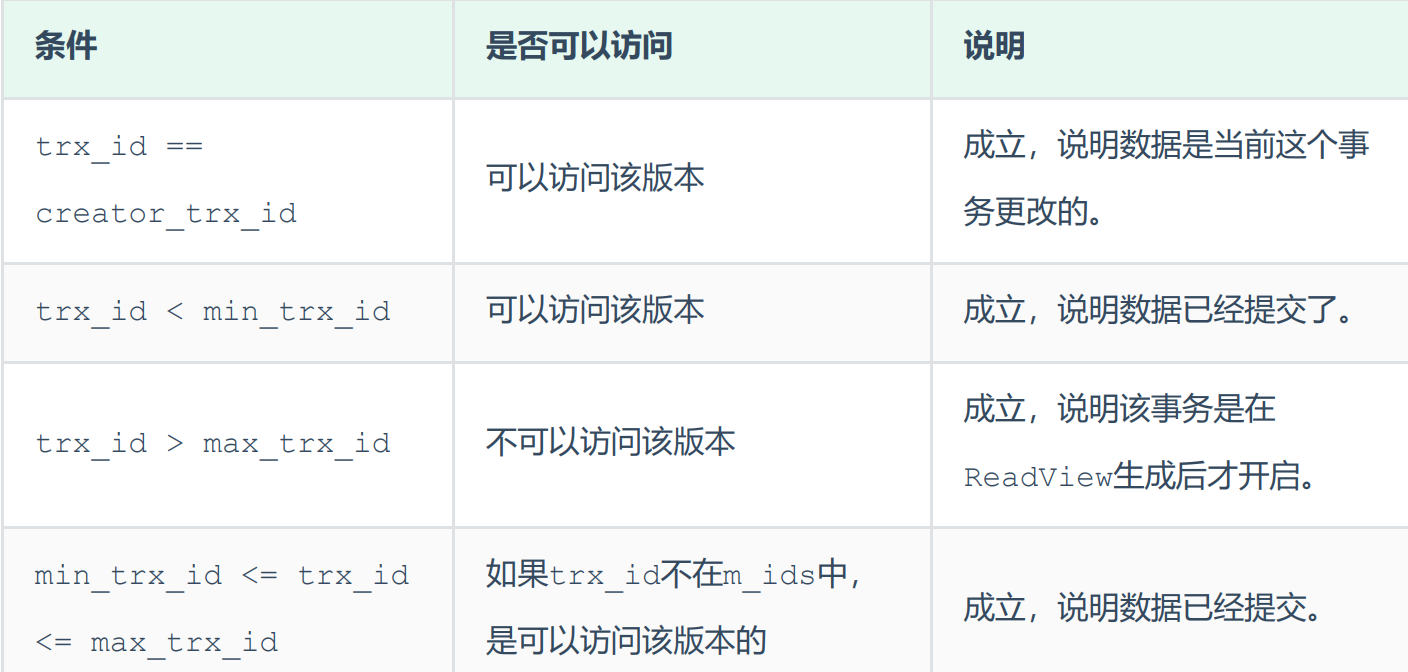 条件
是否可以访问
说明
trx_id ==
creator_trx_id
可以访问该版本
成立，说明数据是当前这个事
务更改的。
trx_id < min_trx_id
可以访问该版本
成立，说明数据已经提交了。
trx_id > max_trx_id
不可以访问该版本
成立，说明该事务是在
ReadView生成后才开启。
min_trx_id <= trx_id
<= max_trx_id
如果trx_id不在m_ids中，
是可以访问该版本的
成立，说明数据已经提交。